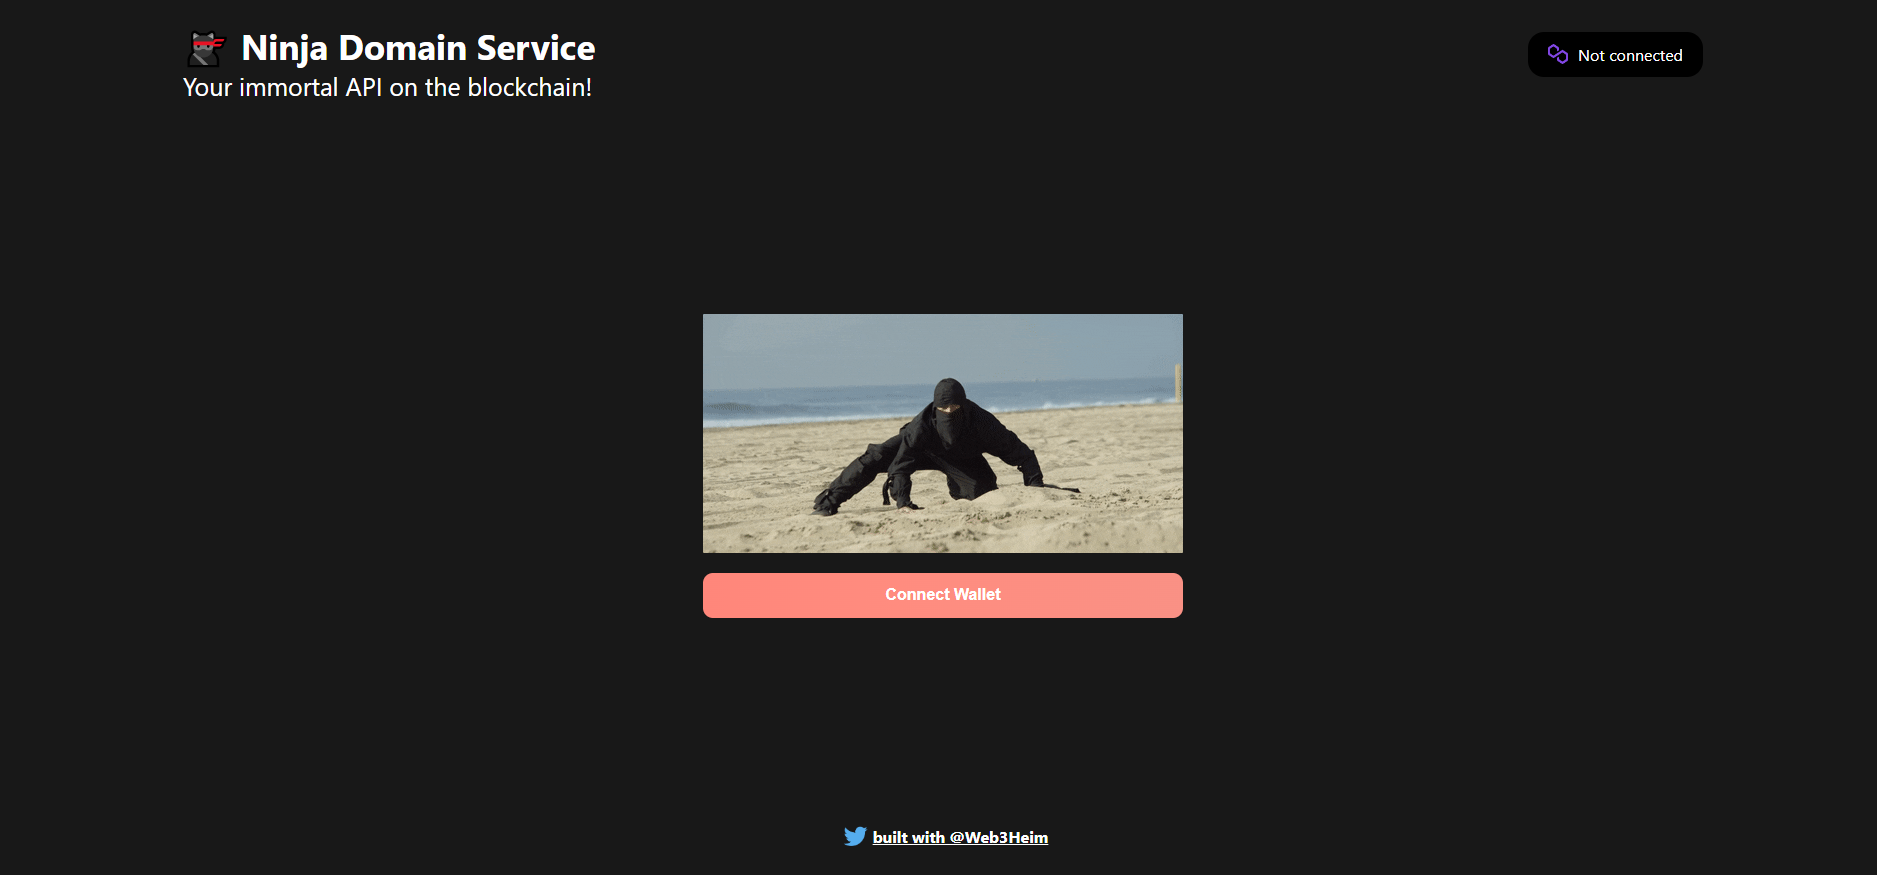 Ninja Domain Service
Your immortal API on the blockchain!
Not connected
Connect Wallet
built with @Web3Heim